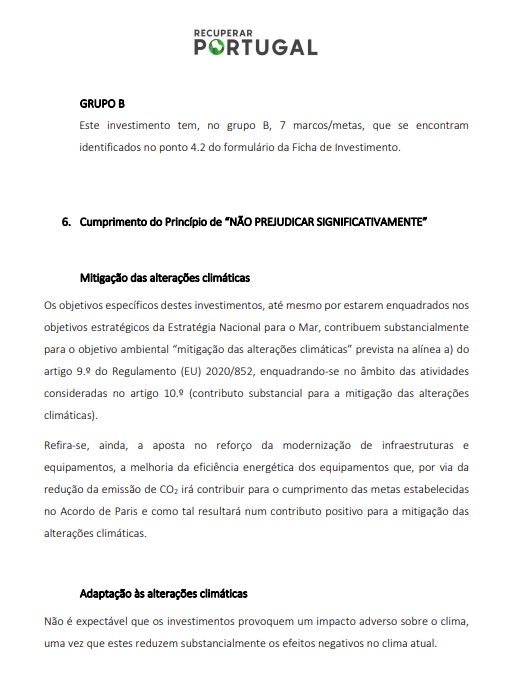 RECUPERAR
PORTUGAL
GRUPO B
Este investimento tem, no grupo B, 7 marcos/metas, que se encontram
identificados no ponto 4.2 do formulário da Ficha de Investimento.
6. Cumprimento do Princípio de “NÃO PREJUDICAR SIGNIFICATIVAMENTE”
Mitigação das alterações climáticas
Os objetivos específicos destes investimentos, até mesmo por estarem enquadrados nos
objetivos estratégicos da Estratégia Nacional para o Mar, contribuem substancialmente
para o objetivo ambiental “mitigação das alterações climáticas” prevista na alínea a) do
artigo 9.º do Regulamento (EU) 2020/852, enquadrando-se no âmbito das atividades
consideradas no artigo 10.º (contributo substancial para a mitigação das alterações
climáticas).
Refira-se, ainda, a aposta no reforço da modernização de infraestruturas e
equipamentos, a melhoria da eficiência energética dos equipamentos que, por via da
redução da emissão de CO₂ irá contribuir para o cumprimento das metas estabelecidas
no Acordo de Paris e como tal resultará num contributo positivo para a mitigação das
alterações climáticas.
Adaptação às alterações climáticas
Não é expectável que os investimentos provoquem um impacto adverso sobre o clima,
uma vez que estes reduzem substancialmente os efeitos negativos no clima atual.